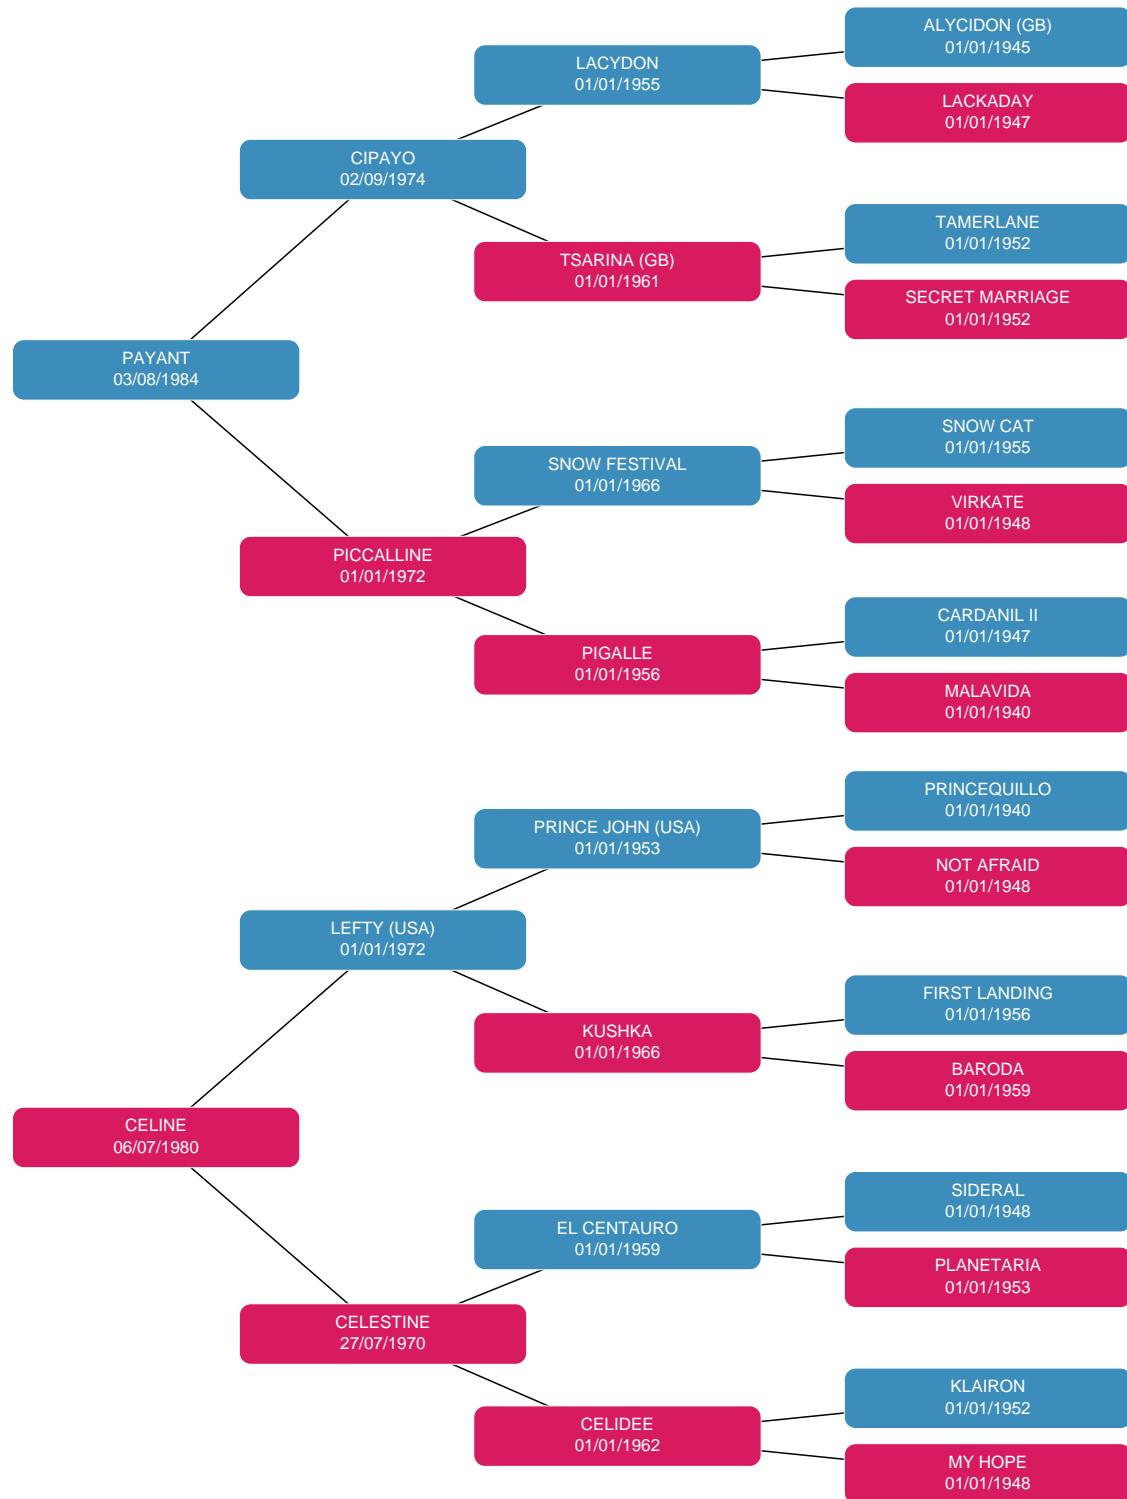 ALYCIDON (GB)
01/01/1945
LACYDON
01/01/1955
LACKADAY
01/01/1947
CIPAYO
02/09/1974
TAMERLANE
01/01/1952
TSARINA (GB)
01/01/1961
SECRET MARRIAGE
01/01/1952
PAYANT
03/08/1984
SNOW CAT
01/01/1955
SNOW FESTIVAL
01/01/1966
VIRKATE
01/01/1948
PICCALLINE
01/01/1972
CARDANIL II
01/01/1947
PIGALLE
01/01/1956
MALAVIDA
01/01/1940
PRINCEQUILLO
01/01/1940
PRINCE JOHN (USA)
01/01/1953
NOT AFRAID
01/01/1948
LEFTY (USA)
01/01/1972
FIRST LANDING
01/01/1956
KUSHKA
01/01/1966
BARODA
01/01/1959
CELINE
06/07/1980
SIDERAL
01/01/1948
EL CENTAURO
01/01/1959
PLANETARIA
01/01/1953
CELESTINE
27/07/1970
KLAIRON
01/01/1952
CELIDEE
01/01/1962
MY HOPE
01/01/1948